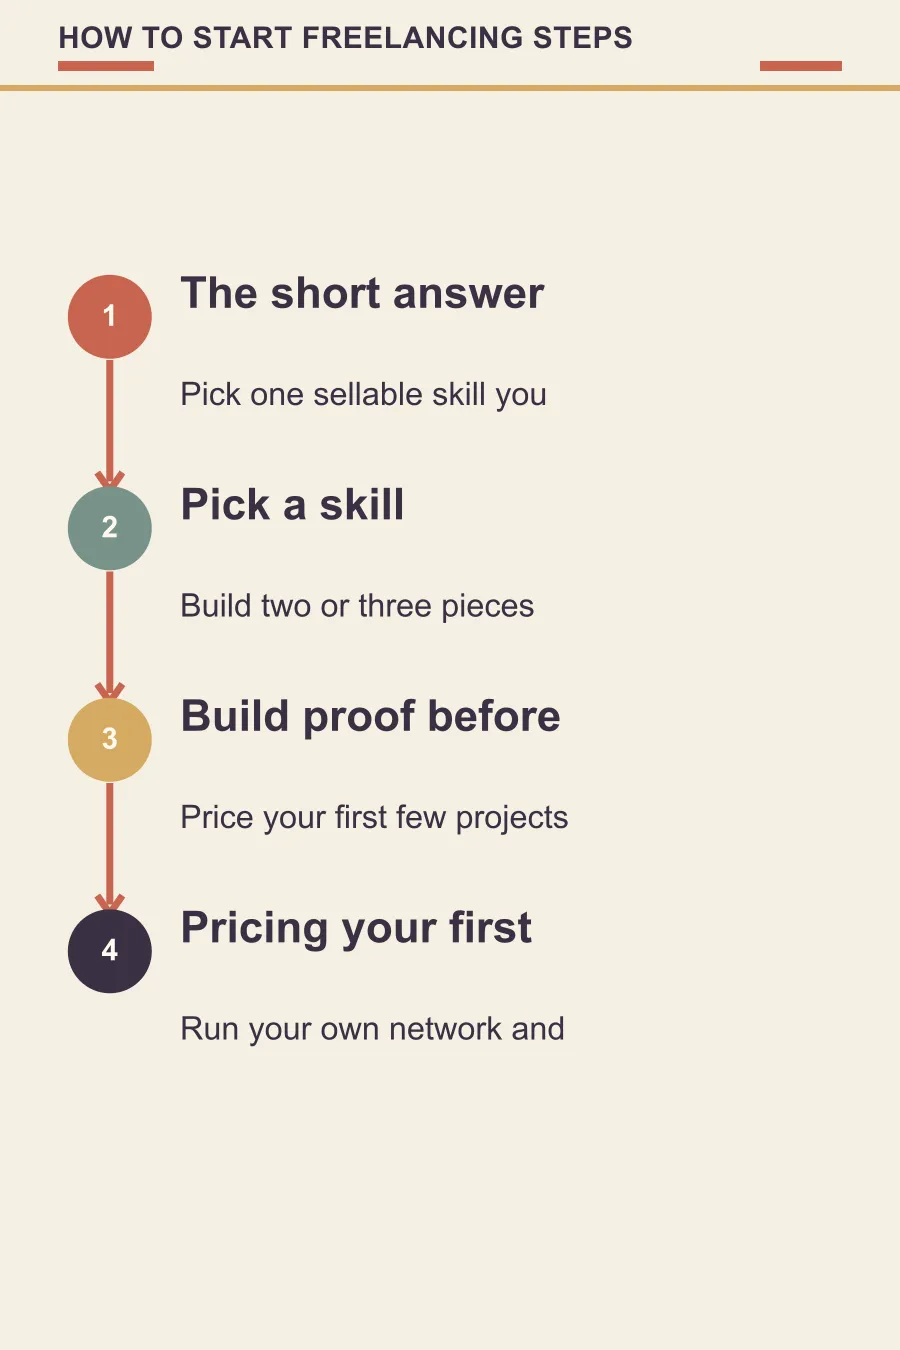 HOW TO START FREELANCING STEPS
1
The short answer
Pick one sellable skill you
2
Pick a skill
Build two or three pieces
3
Build proof before
Price your first few projects
4
Pricing your first
Run your own network and